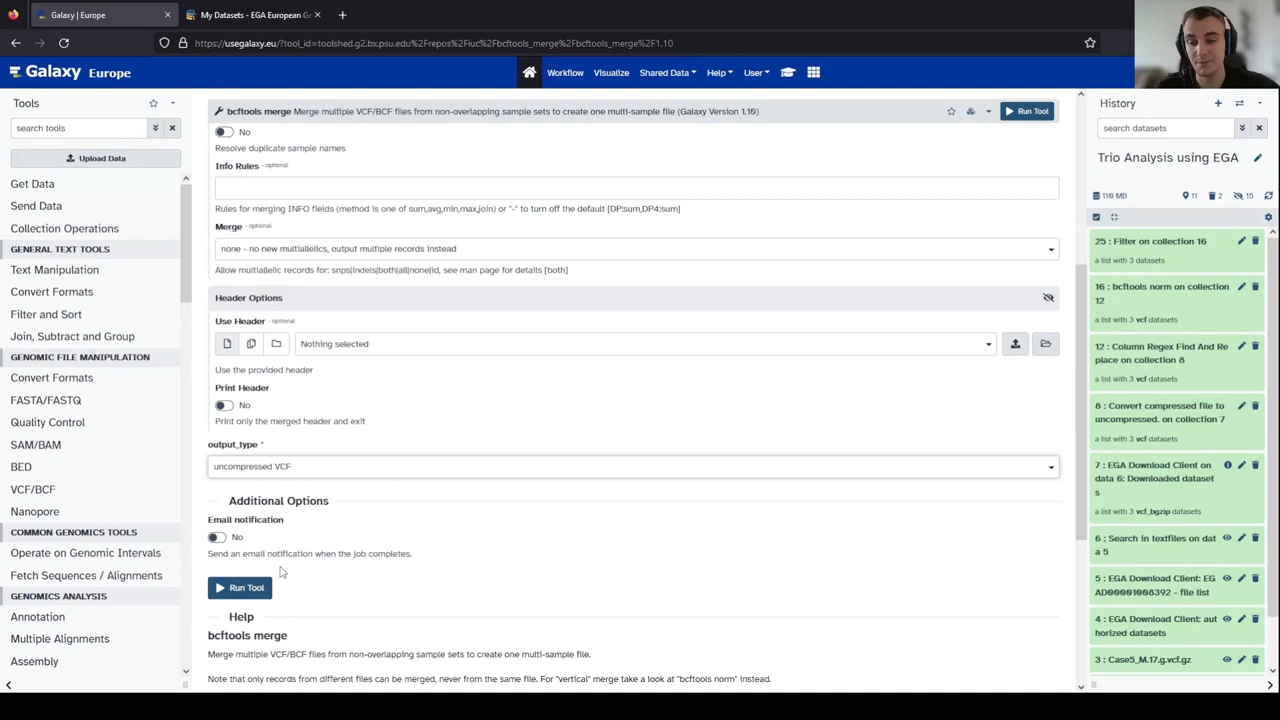 Galaxy | Europe
My Datasets - EGA European Ge
https://usegalaxy.eu/?tool_id=toolshed.g2.bx.psu.edu%2Frepos%2Fiuc%2Fbcftools_merge%2Fbcftools_merge%2F1.10
Galaxy Europe
Workflow Visualize Shared Data Help User
Tools
search tools
Upload Data
Get Data
Send Data
Collection Operations
GENERAL TEXT TOOLS
Text Manipulation
Convert Formats
Filter and Sort
Join, Subtract and Group
GENOMIC FILE MANIPULATION
Convert Formats
FASTA/FASTQ
Quality Control
SAM/BAM
BED
VCF/BCF
Nanopore
COMMON GENOMICS TOOLS
Operate on Genomic Intervals
Fetch Sequences / Alignments
GENOMICS ANALYSIS
Annotation
Multiple Alignments
Assembly
bcftools merge Merge multiple VCF/BCF files from non-overlapping sample sets to create one multi-sample file (Galaxy Version 1.10)
Run Tool
No
Resolve duplicate sample names
Info Rules - optional
Rules for merging INFO fields (method is one of sum,avg,min,max,join) or "-" to turn off the default [DP:sum,DP4:sum]
Merge - optional
none - no new multiallelics, output multiple records instead
Allow multiallelic records for: snps|indels|both|all|none|id, see man page for details [both]
Header Options
Use Header - optional
Nothing selected
Use the provided header
Print Header
No
Print only the merged header and exit
output_type *
uncompressed VCF
Additional Options
Email notification
No
Send an email notification when the job completes.
Run Tool
Help
bcftools merge
Merge multiple VCF/BCF files from non-overlapping sample sets to create one multi-sample file.
Note that only records from different files can be merged, never from the same file. For "vertical" merge take a look at "bcftools norm" instead.
History
search datasets
Trio Analysis using EGA
119 MB
11 2 15
25 : Filter on collection 16
a list with 3 datasets
16 : bcftools norm on collection
12
a list with 3 vcf datasets
12 : Column Regex Find And Re
place on collection 8
a list with 3 vcf datasets
8 : Convert compressed file to
uncompressed. on collection 7
a list with 3 vcf datasets
7 : EGA Download Client on
data 6: Downloaded dataset
s
a list with 3 vcf_bgzip datasets
6 : Search in textfiles on dat
a 5
5 : EGA Download Client: EG
AD00001008392 - file list
4 : EGA Download Client: aut
horized datasets
3 : Case5_M.17.g.vcf.gz